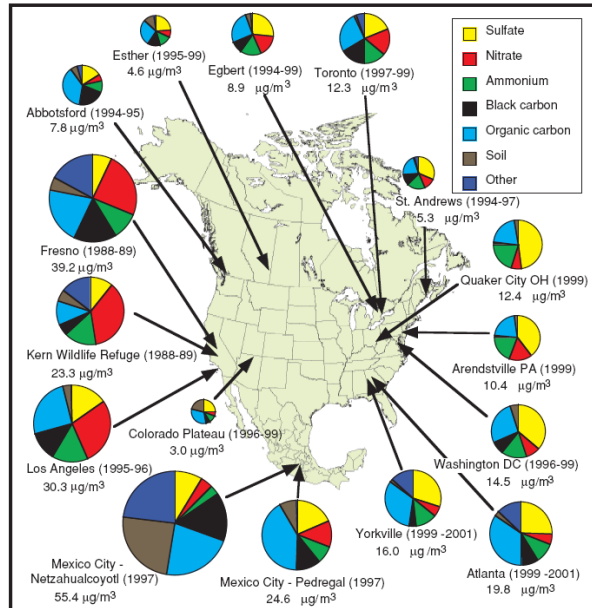 Esther (1995-99)
4.6 µg/m³
Egbert (1994-99)
8.9 µg/m³
Toronto (1997-99)
12.3 µg/m³
Sulfate
Nitrate
Ammonium
Black carbon
Organic carbon
Soil
Other
Abbotsford (1994-95)
7.8 µg/m³
St. Andrews (1994-97)
5.3 µg/m³
Fresno (1988-89)
39.2 µg/m³
Quaker City OH (1999)
12.4 µg/m³
Kern Wildlife Refuge (1988-89)
23.3 µg/m³
Arendstville PA (1999)
10.4 µg/m³
Colorado Plateau (1996-99)
3.0 µg/m³
Los Angeles (1995-96)
30.3 µg/m³
Washington DC (1996-99)
14.5 µg/m³
Yorkville (1999 -2001)
16.0 µg /m³
Mexico City -
Netzahualcoyotl (1997)
55.4 µg/m³
Mexico City - Pedregal (1997)
24.6 µg/m³
Atlanta (1999 -2001)
19.8 µg/m³